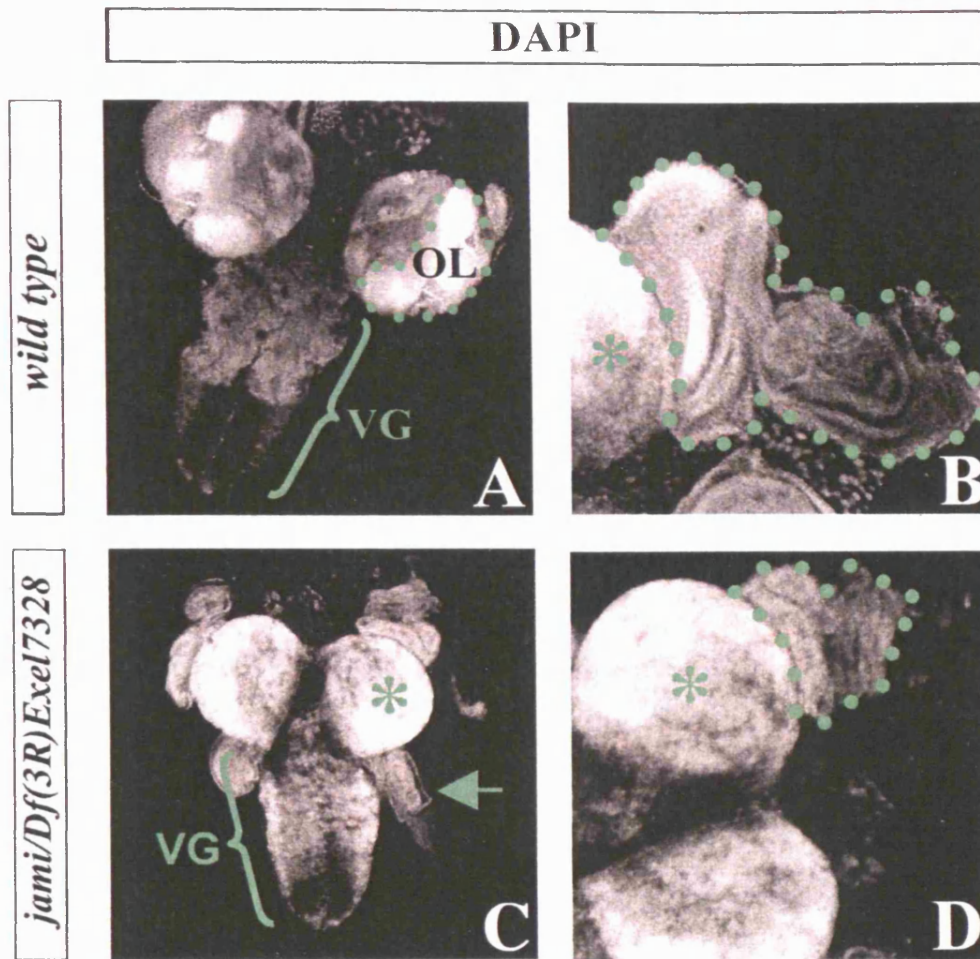 DAPI
wild type
OL
VG
A
*
B
jami/Df(3R)Exel7328
*
VG
C
*
D